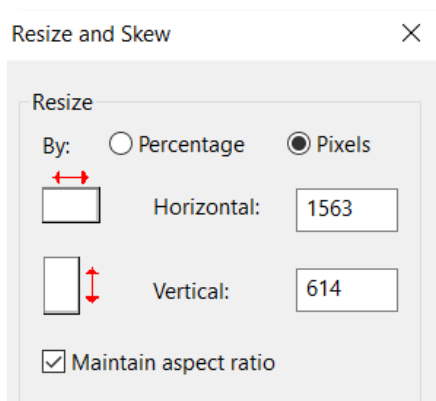 Resize and Skew
Resize
By: Percentage Pixels
Horizontal: 1563
Vertical: 614
Maintain aspect ratio